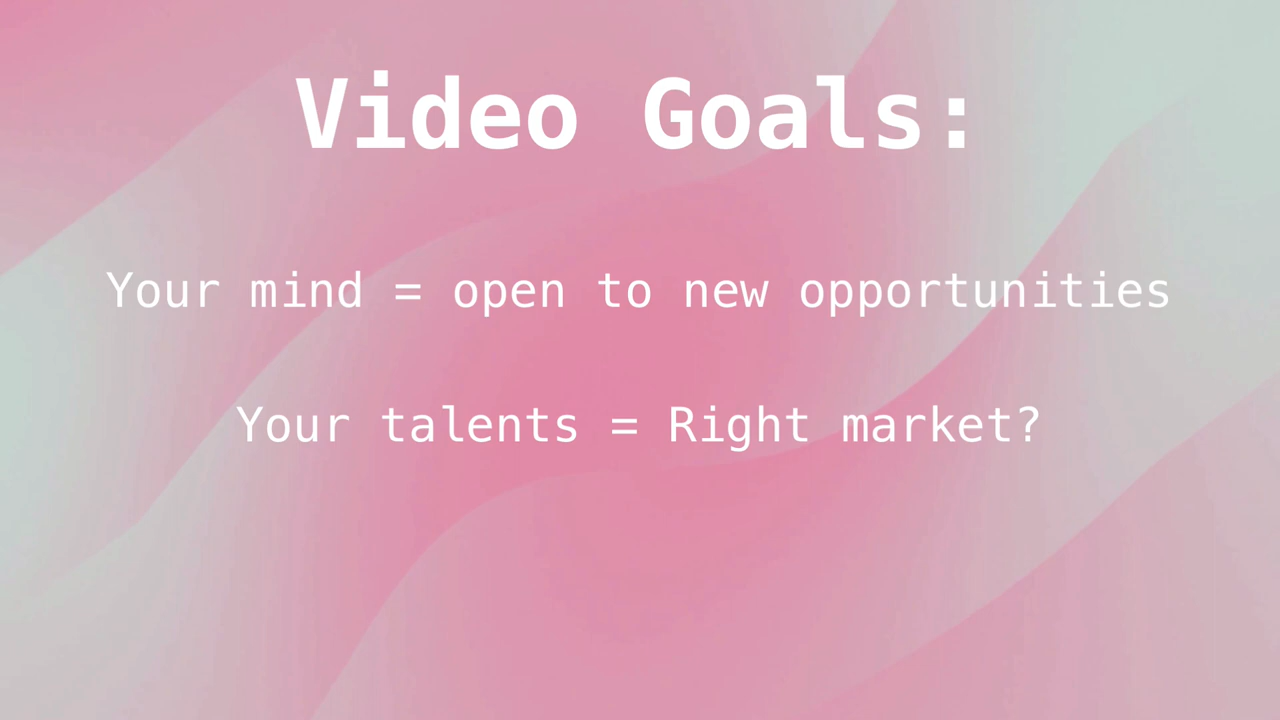 Video Goals:
Your mind = open to new opportunities
Your talents = Right market?